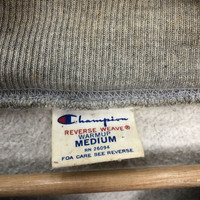 Champion
REVERSE WEAVE®
WARMUP
MEDIUM
RN 26094
FOA CARE SEE REVERSE.